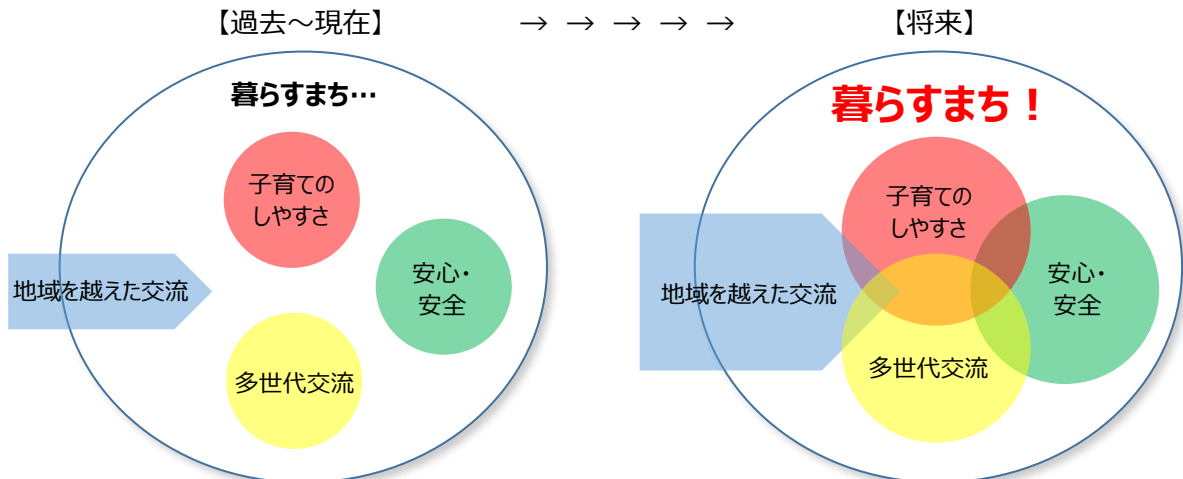 【過去～現在】
→ → → → →
【将来】
暮らすまち…
子育ての
しやすさ
安心・
安全
地域を越えた交流
多世代交流
暮らすまち！
子育ての
しやすさ
安心・
安全
地域を越えた交流
多世代交流